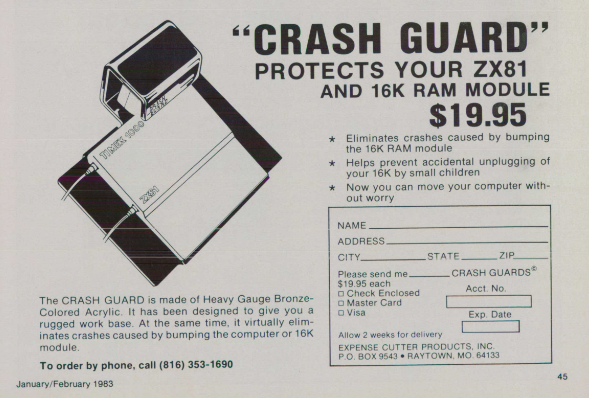 "CRASH GUARD"
PROTECTS YOUR ZX81
AND 16K RAM MODULE
$19.95
* Eliminates crashes caused by bumping
the 16K RAM module
* Helps prevent accidental unplugging of
your 16K by small children
* Now you can move your computer with-
out worry
TIMEX 1000
ZX81
The CRASH GUARD is made of Heavy Gauge Bronze-
Colored Acrylic. It has been designed to give you a
rugged work base. At the same time, it virtually elim-
inates crashes caused by bumping the computer or 16K
module.
To order by phone, call (816) 353-1690
NAME
ADDRESS
CITY STATE ZIP
Please send me CRASH GUARDS©
$19.95 each
□ Check Enclosed
□ Master Card
□ Visa
Acct. No.
Exp. Date
Allow 2 weeks for delivery
EXPENSE CUTTER PRODUCTS, INC.
P.O. BOX 9543 • RAYTOWN, MO. 64133
January/February 1983
45